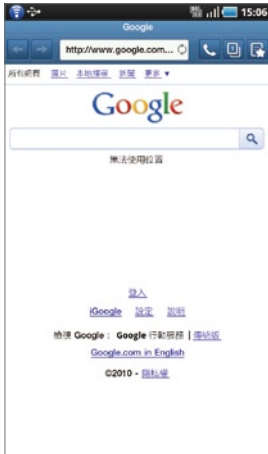 15:06
Google
http://www.google.com...
所有網頁 圖片 本地搜尋 新聞 更多 ▼
Google
無法使用位置
登入
iGoogle 設定 說明
檢視 Google： Google 行動服務 | 傳統版
Google.com in English
©2010 - 隱私權